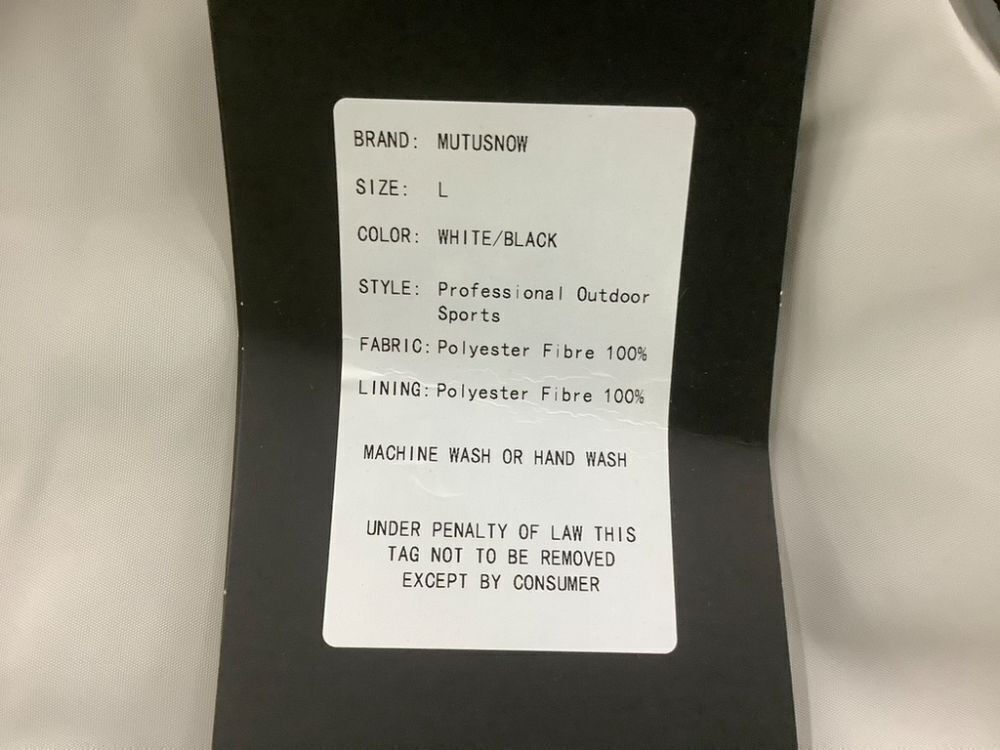 BRAND: MUTUSNOW
SIZE: L
COLOR: WHITE/BLACK
STYLE: Professional Outdoor
Sports
FABRIC: Polyester Fibre 100%
LINING: Polyester Fibre 100%
MACHINE WASH OR HAND WASH
UNDER PENALTY OF LAW THIS
TAG NOT TO BE REMOVED
EXCEPT BY CONSUMER